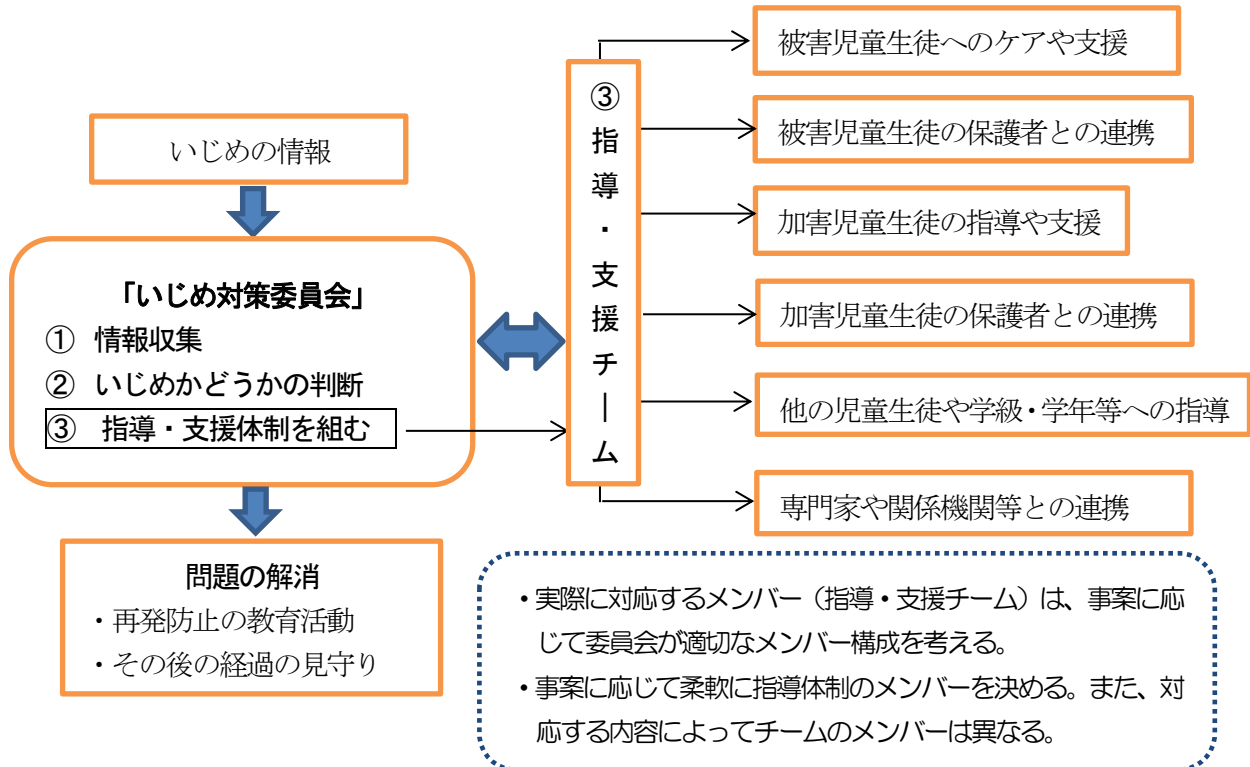 いじめの情報
「いじめ対策委員会」
① 情報収集
② いじめかどうかの判断
③ 指導・支援体制を組む
問題の解消
・再発防止の教育活動
・その後の経過の見守り
③指導・支援チーム
被害児童生徒へのケアや支援
被害児童生徒の保護者との連携
加害児童生徒の指導や支援
加害児童生徒の保護者との連携
他の児童生徒や学級・学年等への指導
専門家や関係機関等との連携
・実際に対応するメンバー（指導・支援チーム）は、事案に応
じて委員会が適切なメンバー構成を考える。
・事案に応じて柔軟に指導体制のメンバーを決める。また、対
応する内容によってチームのメンバーは異なる。